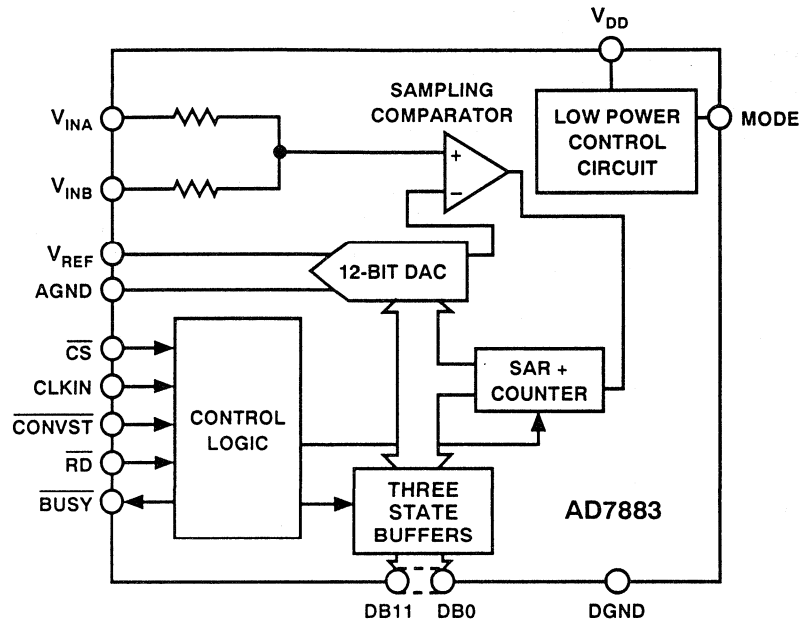 VDD
SAMPLING
COMPARATOR
LOW POWER
CONTROL
CIRCUIT
MODE
VINA
VINB
+
−
VREF
AGND
12-BIT DAC
CS
CLKIN
CONVST
RD
BUSY
CONTROL
LOGIC
SAR +
COUNTER
THREE
STATE
BUFFERS
AD7883
DB11
DB0
DGND